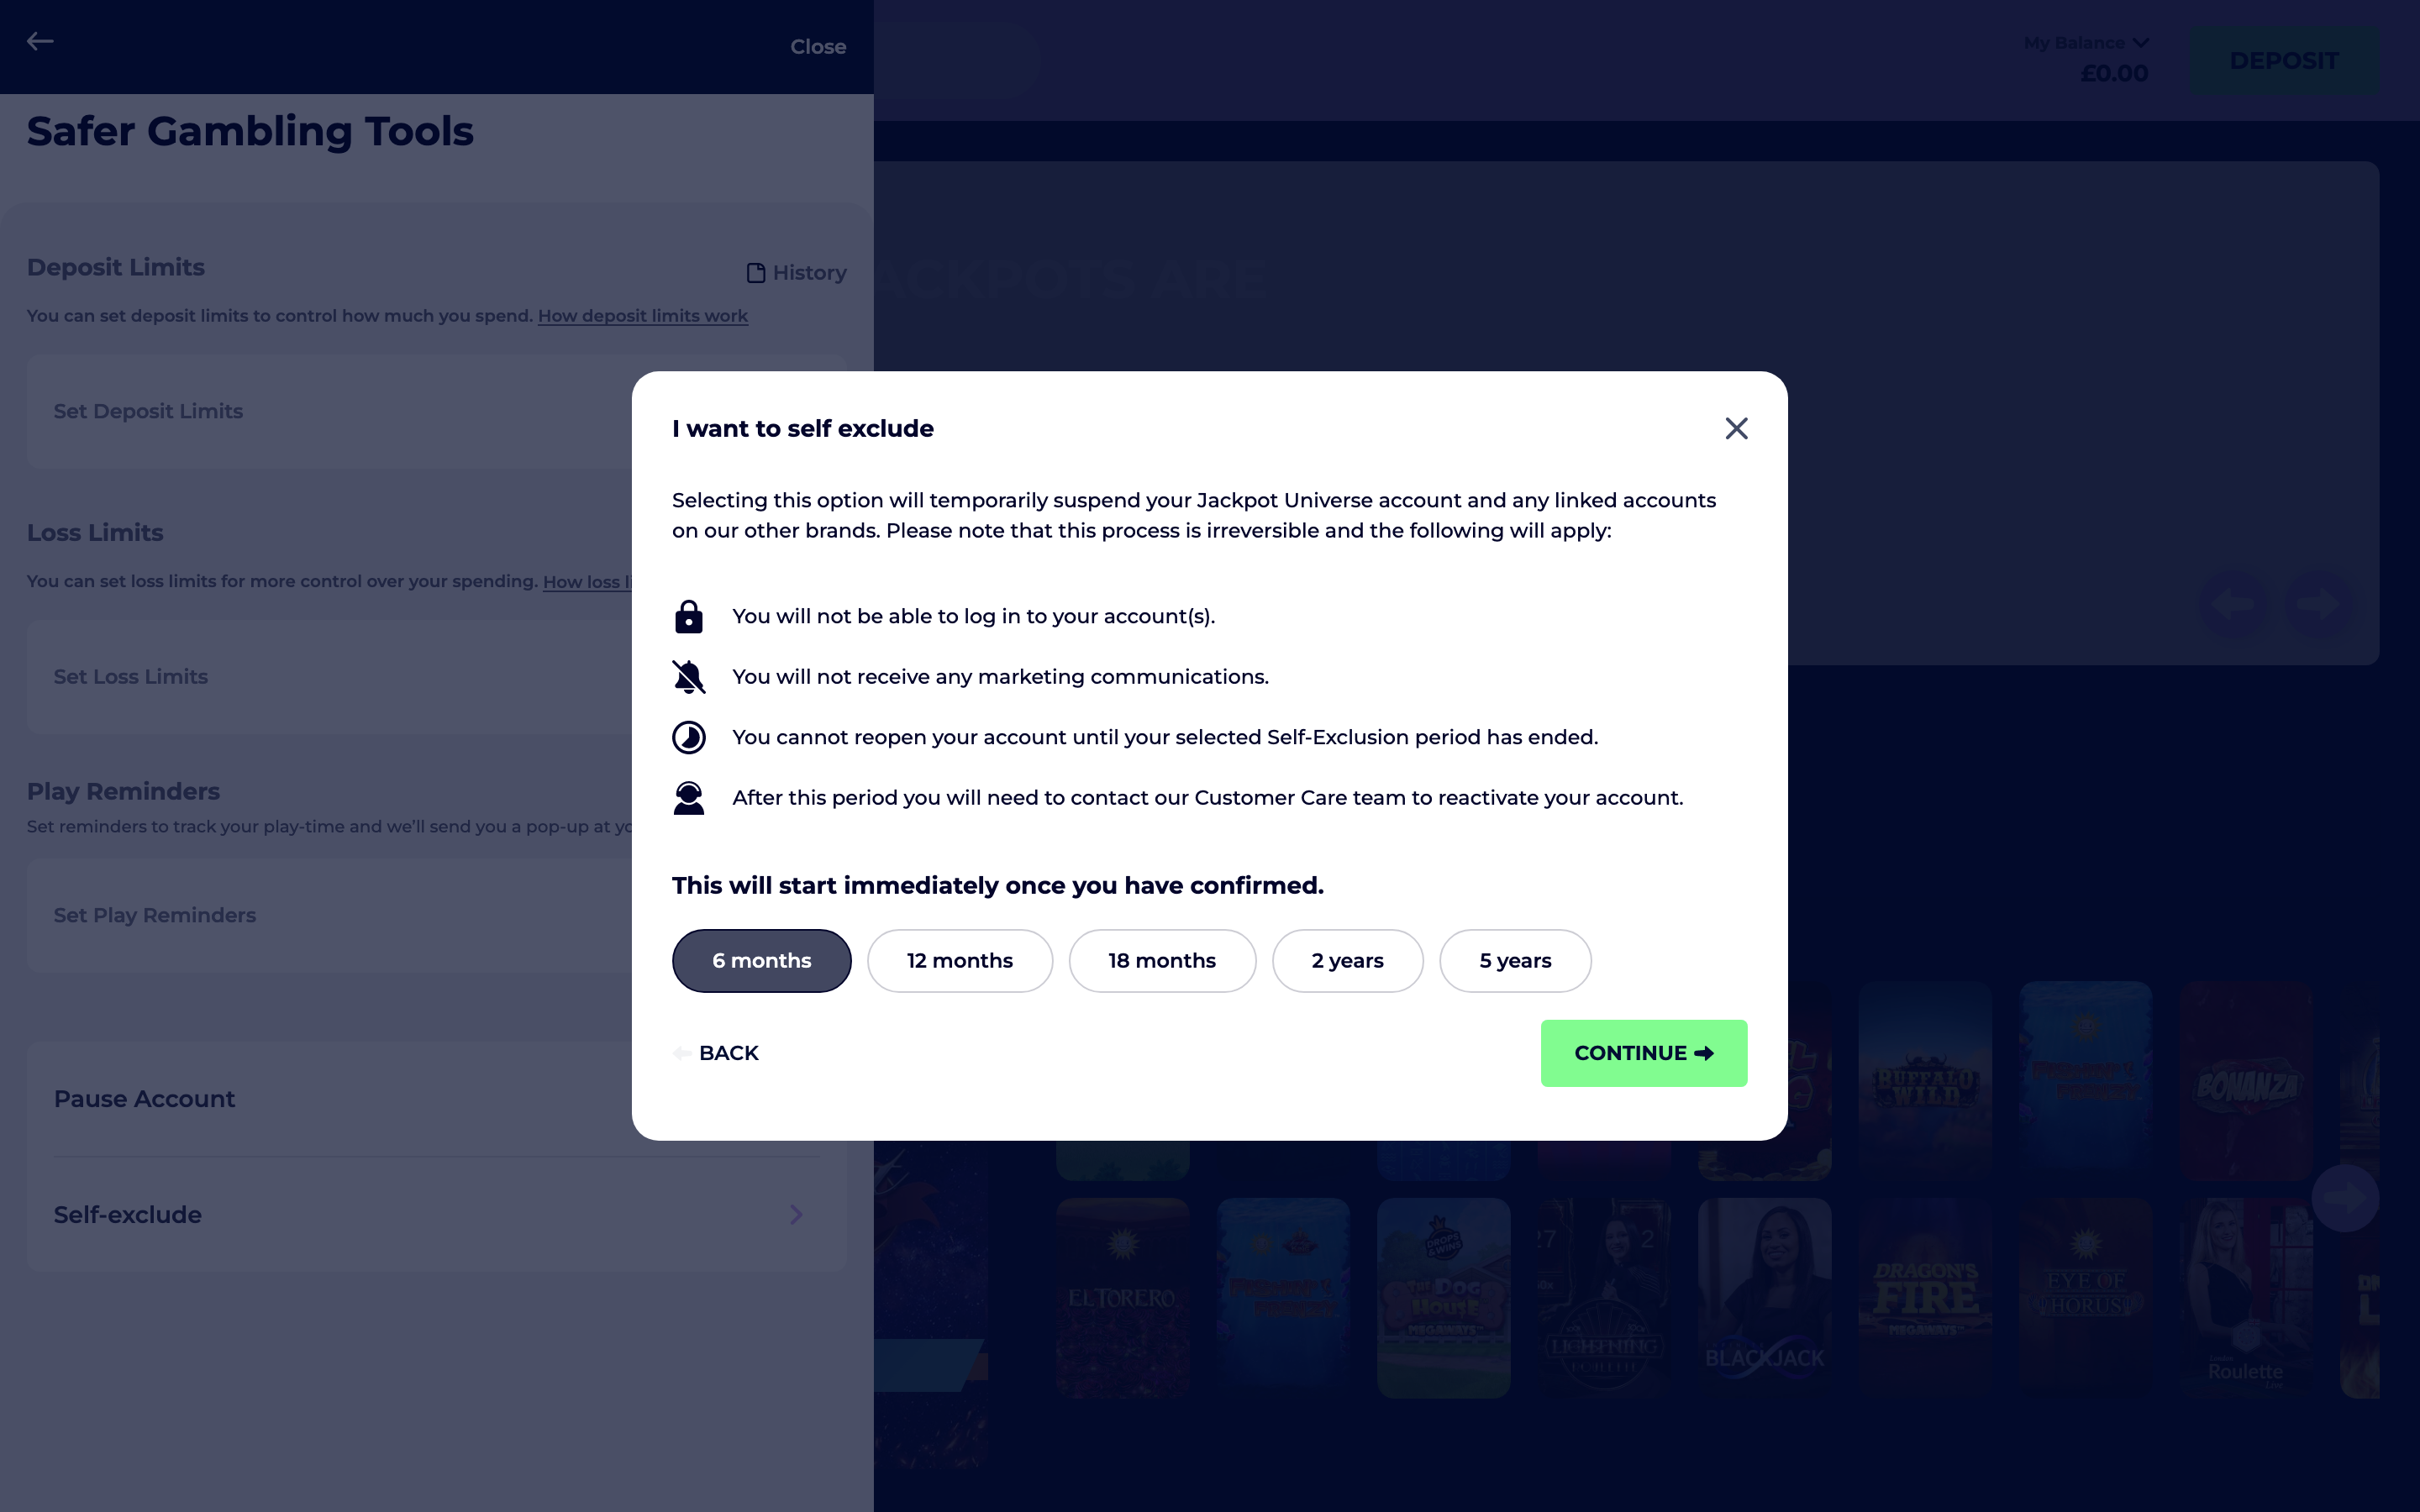 Close
My Balance
£0.00
DEPOSIT
Safer Gambling Tools
Deposit Limits
History
You can set deposit limits to control how much you spend. How deposit limits work
Set Deposit Limits
ACKPOTS ARE
Loss Limits
You can set loss limits for more control over your spending. How loss
Set Loss Limits
Play Reminders
Set reminders to track your play-time and we'll send you a pop-up at
Set Play Reminders
Pause Account
Self-exclude
I want to self exclude
Selecting this option will temporarily suspend your Jackpot Universe account and any linked accounts
on our other brands. Please note that this process is irreversible and the following will apply:
You will not be able to log in to your account(s).
You will not receive any marketing communications.
You cannot reopen your account until your selected Self-Exclusion period has ended.
After this period you will need to contact our Customer Care team to reactivate your account.
This will start immediately once you have confirmed.
6 months
12 months
18 months
2 years
5 years
BACK
CONTINUE
BUFFALO
WILD
FISHIN'
FRENZY
BONANZA
EL TORERO
FISHIN'
FRENZY
DROPS
& WINS
THE DOG
HOUSE
MEGAWAYS
27
2
LIGHTNING
ROULETTE
BLACKJACK
DRAGON'S
FIRE
MEGAWAYS
EYE OF
HORUS
Roulette